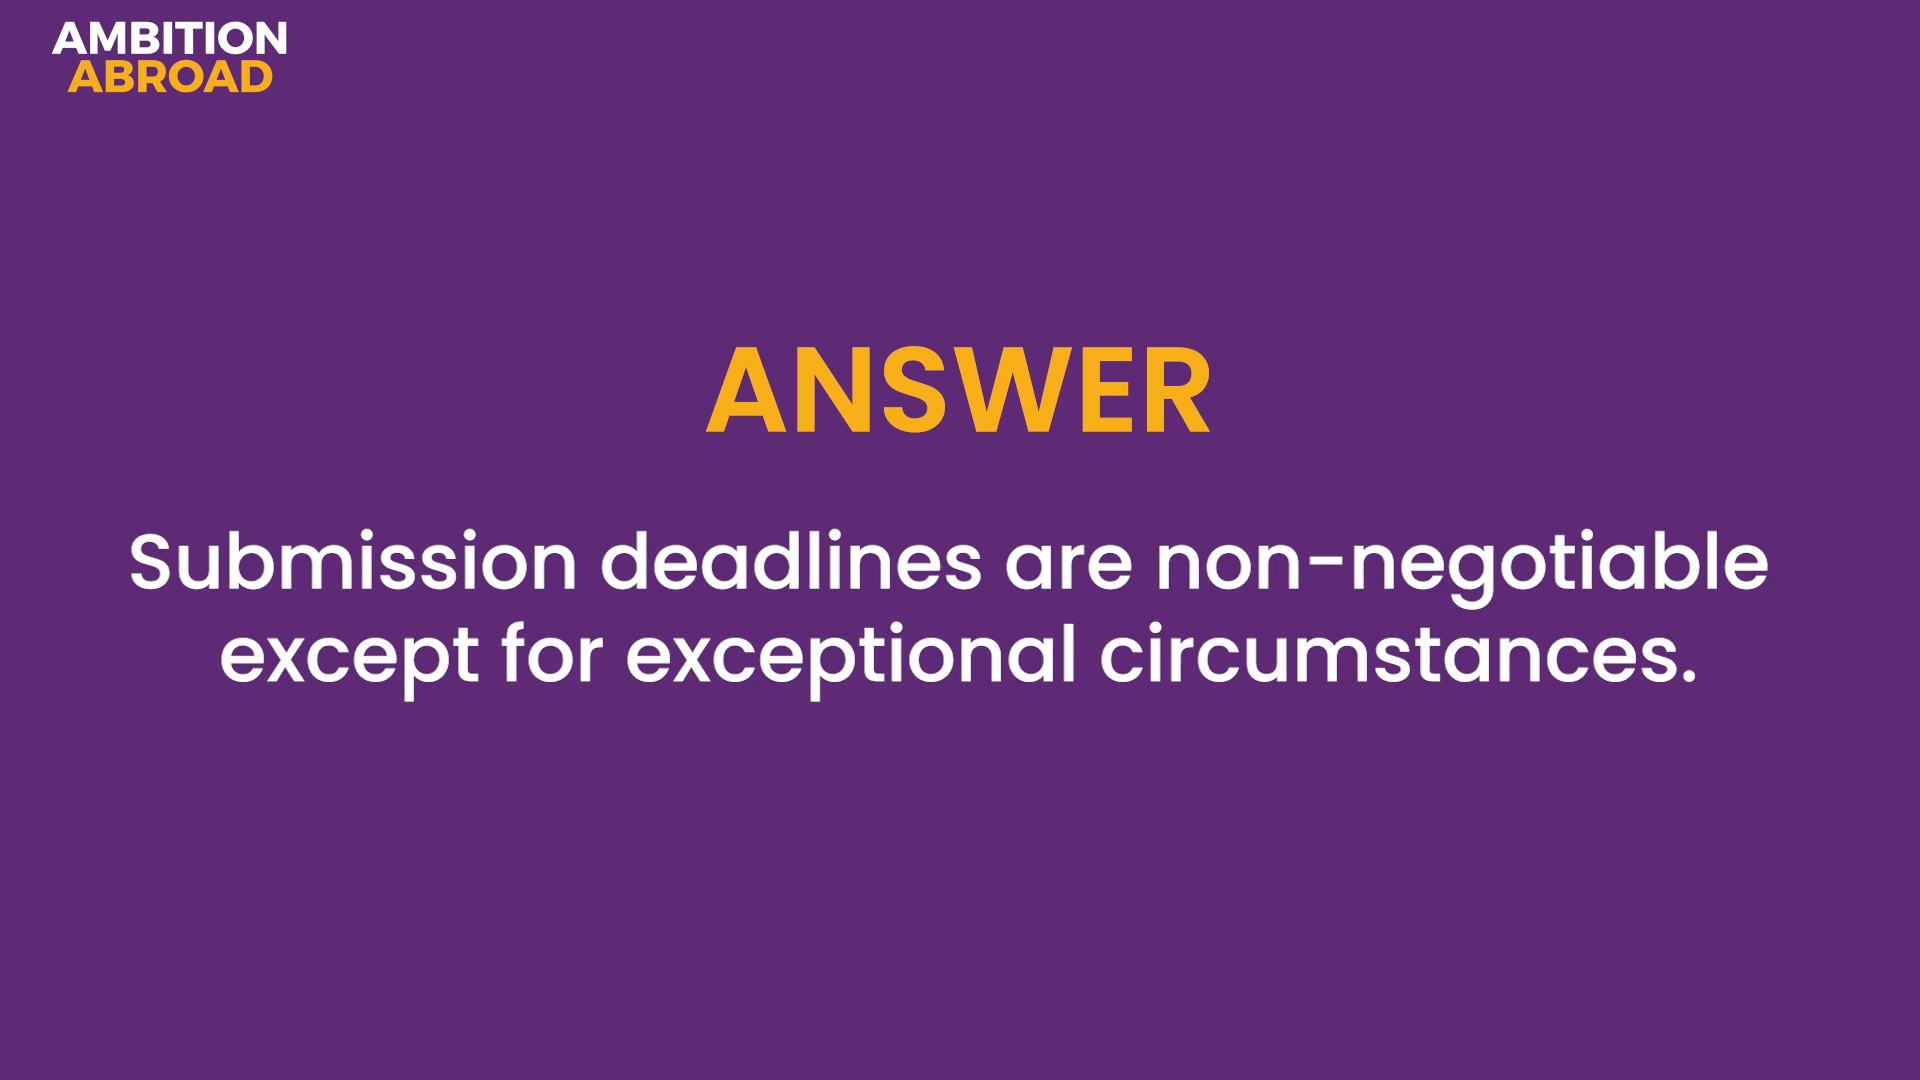 AMBITION
ABROAD
ANSWER
Submission deadlines are non-negotiable
except for exceptional circumstances.